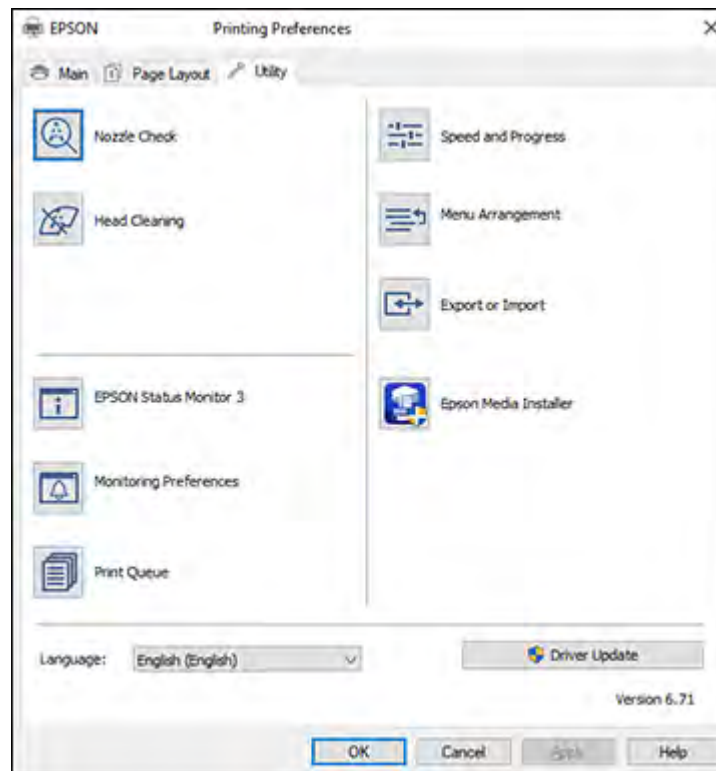 EPSON Printing Preferences
Main Page Layout Utility
Nozzle Check
Head Cleaning
EPSON Status Monitor 3
Monitoring Preferences
Print Queue
Speed and Progress
Menu Arrangement
Export or Import
Epson Media Installer
Language: English (English)
Driver Update
Version 6.71
OK Cancel Apply Help